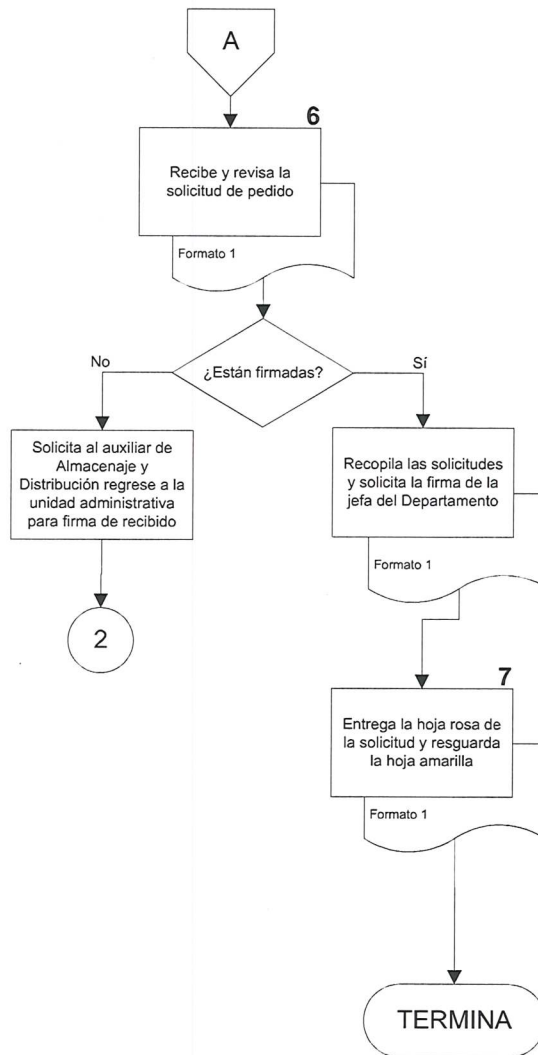 A
6
Recibe y revisa la
solicitud de pedido
Formato 1
¿Están firmadas?
No
Sí
Solicita al auxiliar de
Almacenaje y
Distribución regrese a la
unidad administrativa
para firma de recibido
2
Recopila las solicitudes
y solicita la firma de la
jefa del Departamento
Formato 1
7
Entrega la hoja rosa de
la solicitud y resguarda
la hoja amarilla
Formato 1
TERMINA